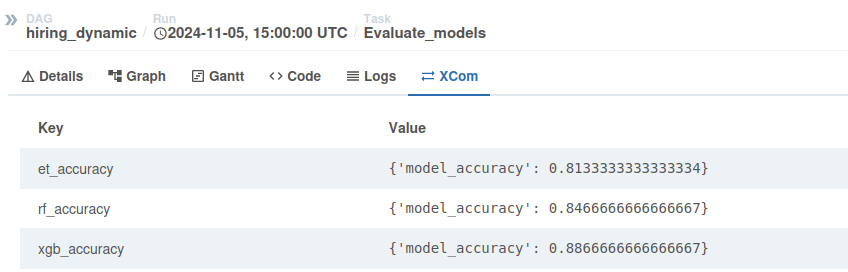 DAG Run Task
hiring_dynamic / 2024-11-05, 15:00:00 UTC / Evaluate_models
Details Graph Gantt Code Logs XCom
Key Value
et_accuracy {'model_accuracy': 0.8133333333333334}
rf_accuracy {'model_accuracy': 0.8466666666666667}
xgb_accuracy {'model_accuracy': 0.8866666666666667}